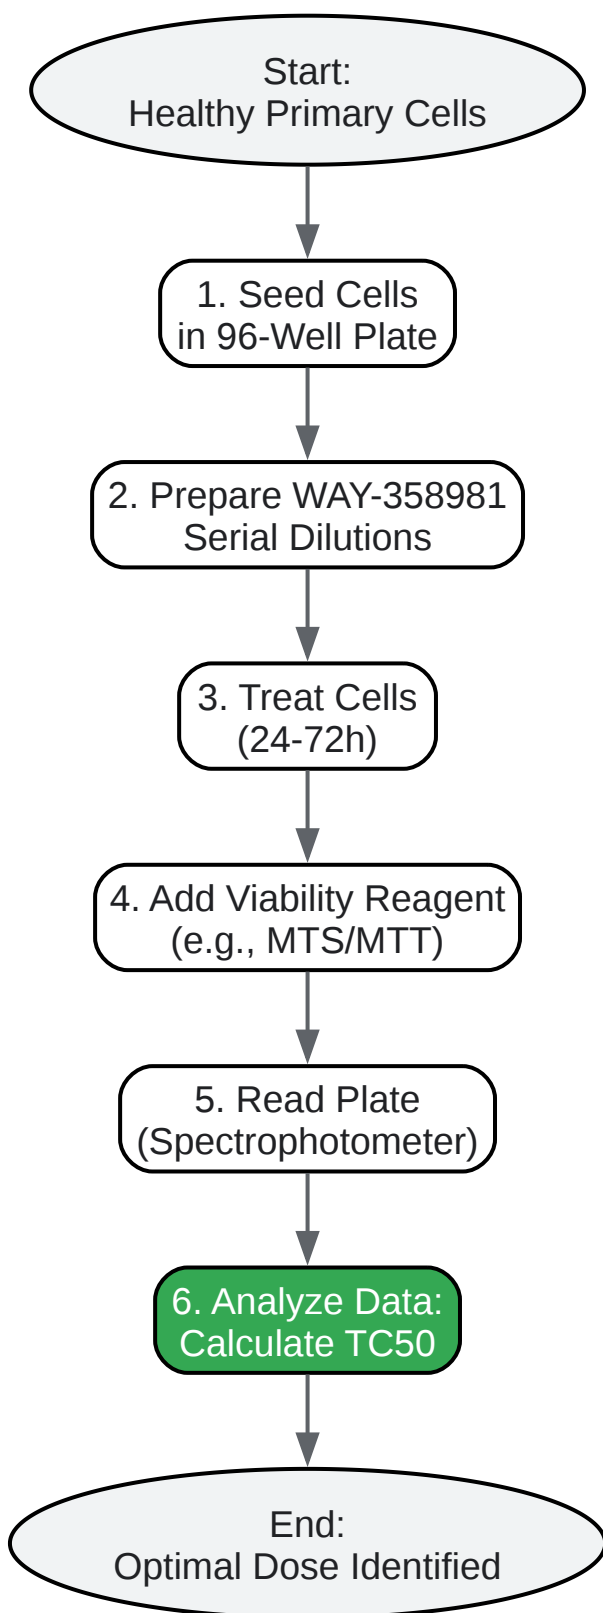 Start:
Healthy Primary Cells
1. Seed Cells
in 96-Well Plate
2. Prepare WAY-358981
Serial Dilutions
3. Treat Cells
(24-72h)
4. Add Viability Reagent
(e.g., MTS/MTT)
5. Read Plate
(Spectrophotometer)
6. Analyze Data:
Calculate TC50
End:
Optimal Dose Identified